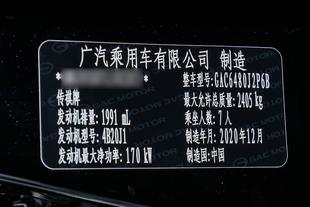 广汽乘用车有限公司 制造
整车型号:GAC6480J2P6B
最大允许总质量:2405 kg
传祺牌
发动机排量:1991 mL
乘坐人数:7人
发动机型号:4B20J1
制造年月:2020年12月
发动机最大净功率:170 kW
制造国:中国
GAC MOTOR